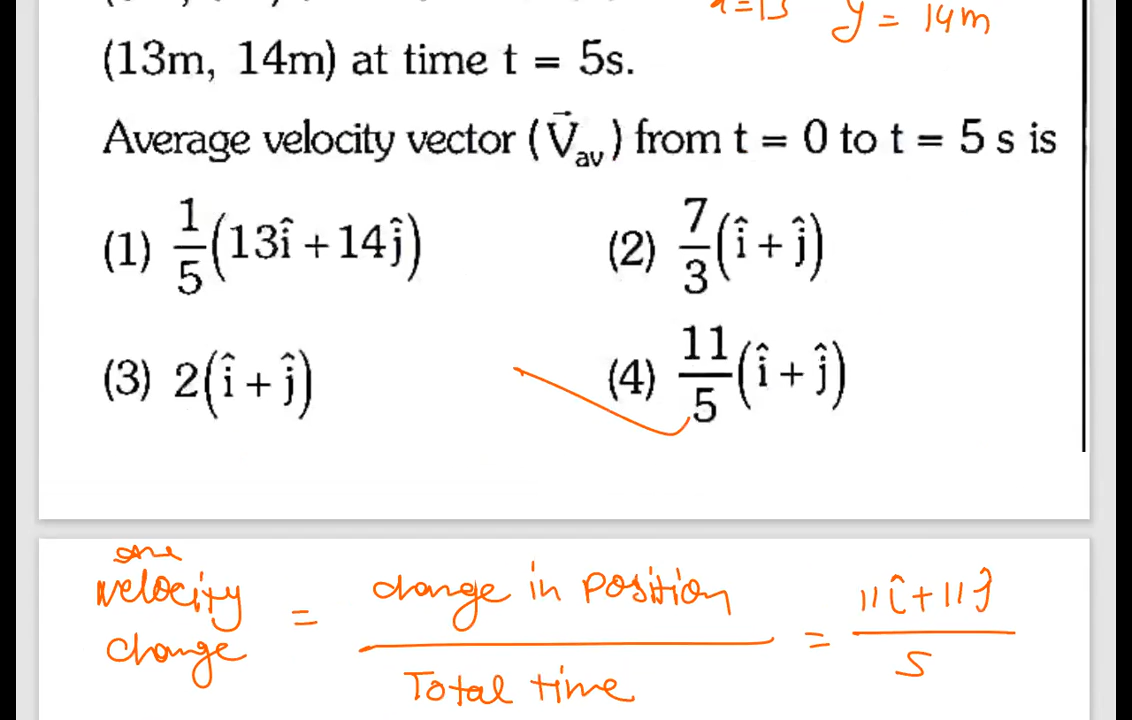 x=13 y = 14m
(13m, 14m) at time t = 5s.
Average velocity vector (V⃗av) from t = 0 to t = 5 s is
(1) 1/5(13î + 14ĵ) (2) 7/3(î + ĵ)
(3) 2(î + ĵ) (4) 11/5(î + ĵ)
velocity change = change in position / Total time = 11î + 11ĵ / 5